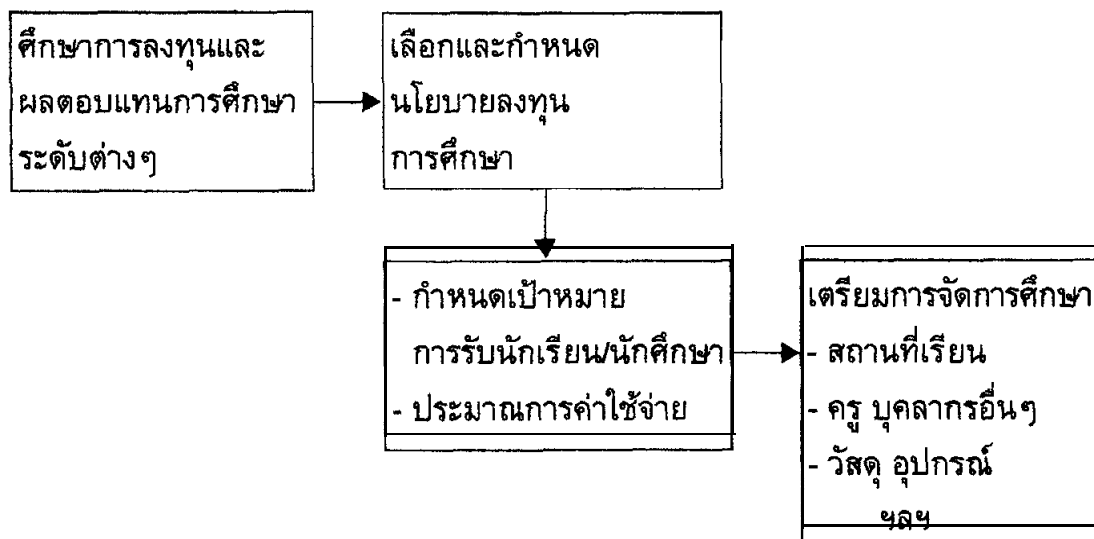 ศึกษาการลงทุนและ
ผลตอบแทนการศึกษา
ระดับต่างๆ
เลือกและกำหนด
นโยบายลงทุน
การศึกษา
- กำหนดเป้าหมาย
การรับนักเรียน/นักศึกษา
- ประมาณการค่าใช้จ่าย
เตรียมการจัดการศึกษา
- สถานที่เรียน
- ครู บุคลากรอื่นๆ
- วัสดุ อุปกรณ์
ฯลฯ